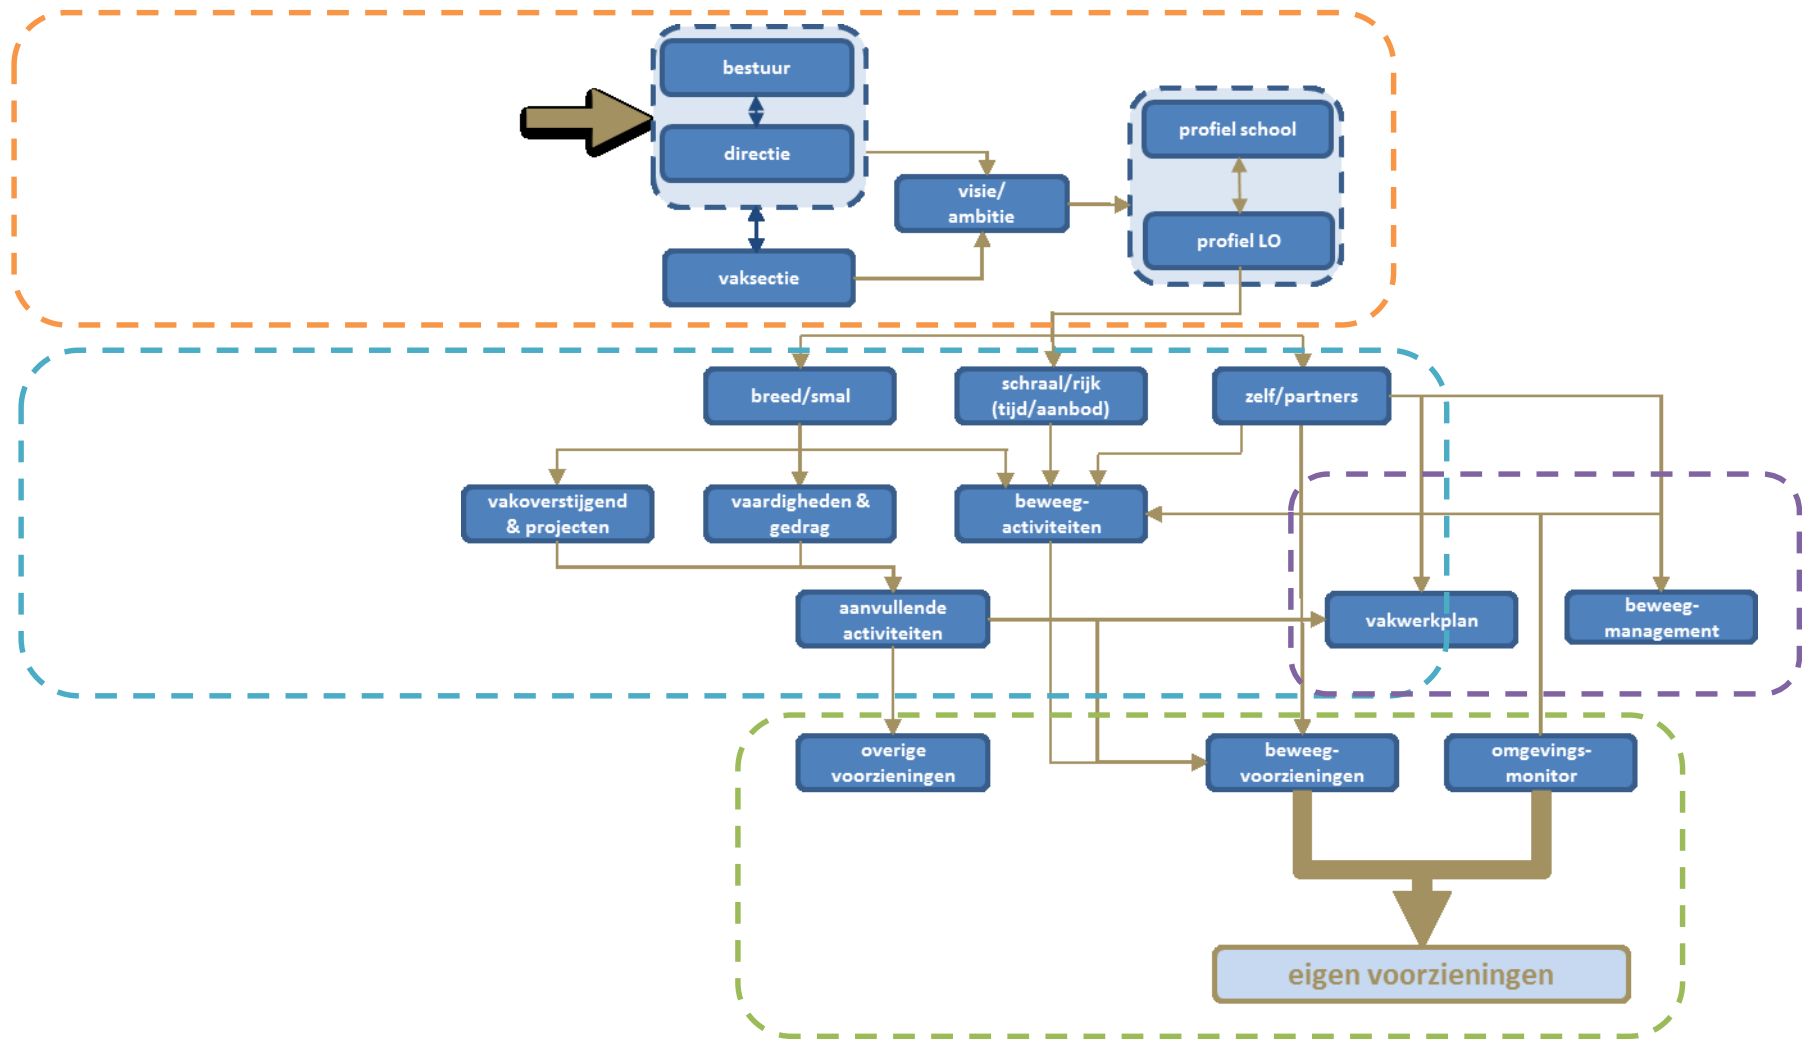 bestuur
directie
vaksectie
visie/
ambitie
profiel school
profiel LO
breed/smal
schraal/rijk
(tijd/aanbod)
zelf/partners
vakoverstijgend
& projecten
vaardigheden &
gedrag
beweeg-
activiteiten
aanvullende
activiteiten
vakwerkplan
beweeg-
management
overige
voorzieningen
beweeg-
voorzieningen
omgevings-
monitor
eigen voorzieningen